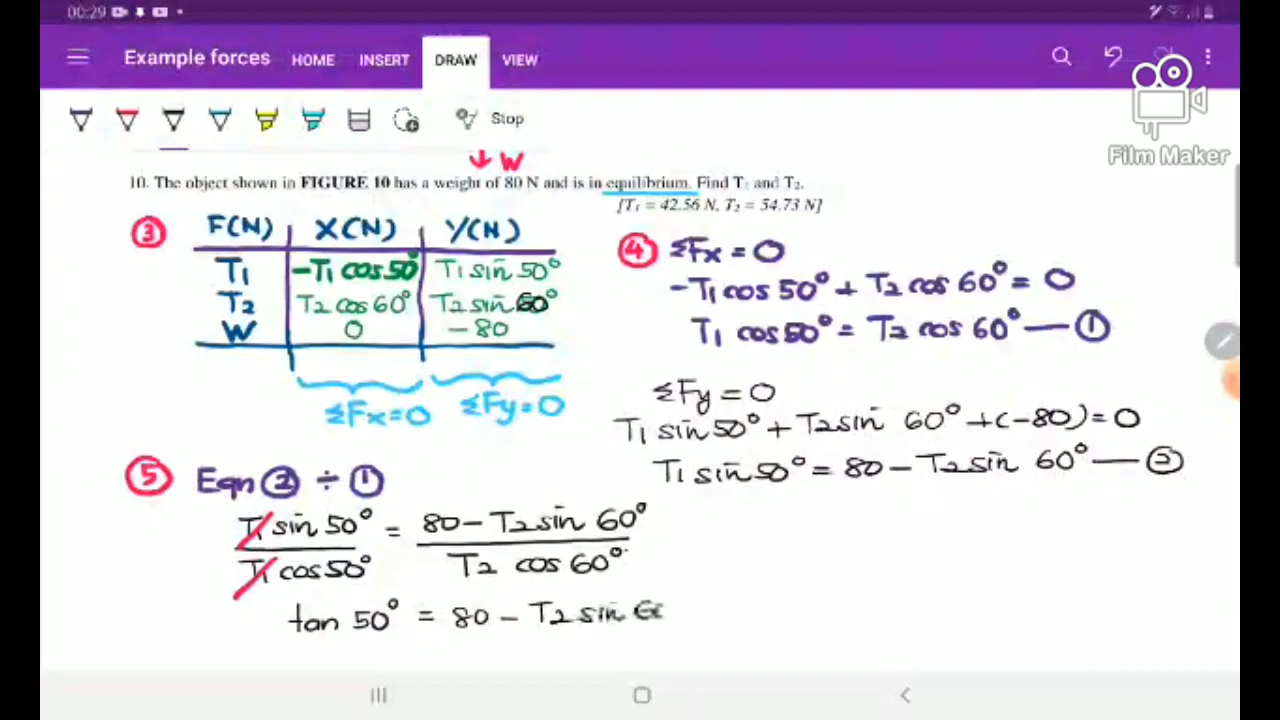 00:29
Example forces HOME INSERT DRAW VIEW
Stop
Film Maker
↓ W
10. The object shown in FIGURE 10 has a weight of 80 N and is in equilibrium. Find T1 and T2.
[T1 = 42.56 N, T2 = 54.73 N]
③
F(N) X(N) Y(N)
T1 -T1 cos 50° T1 sin 50°
T2 T2 cos 60° T2 sin 60°
W 0 -80
ΣFx=0 ΣFy=0
④ ΣFx = 0
-T1 cos 50° + T2 cos 60° = 0
T1 cos 50° = T2 cos 60° — ①
ΣFy = 0
T1 sin 50° + T2 sin 60° + (-80) = 0
T1 sin 50° = 80 - T2 sin 60° — ②
⑤ Eqn ② ÷ ①
T1 sin 50° = 80 - T2 sin 60°
T1 cos 50° T2 cos 60°
tan 50° = 80 - T2 sin 6